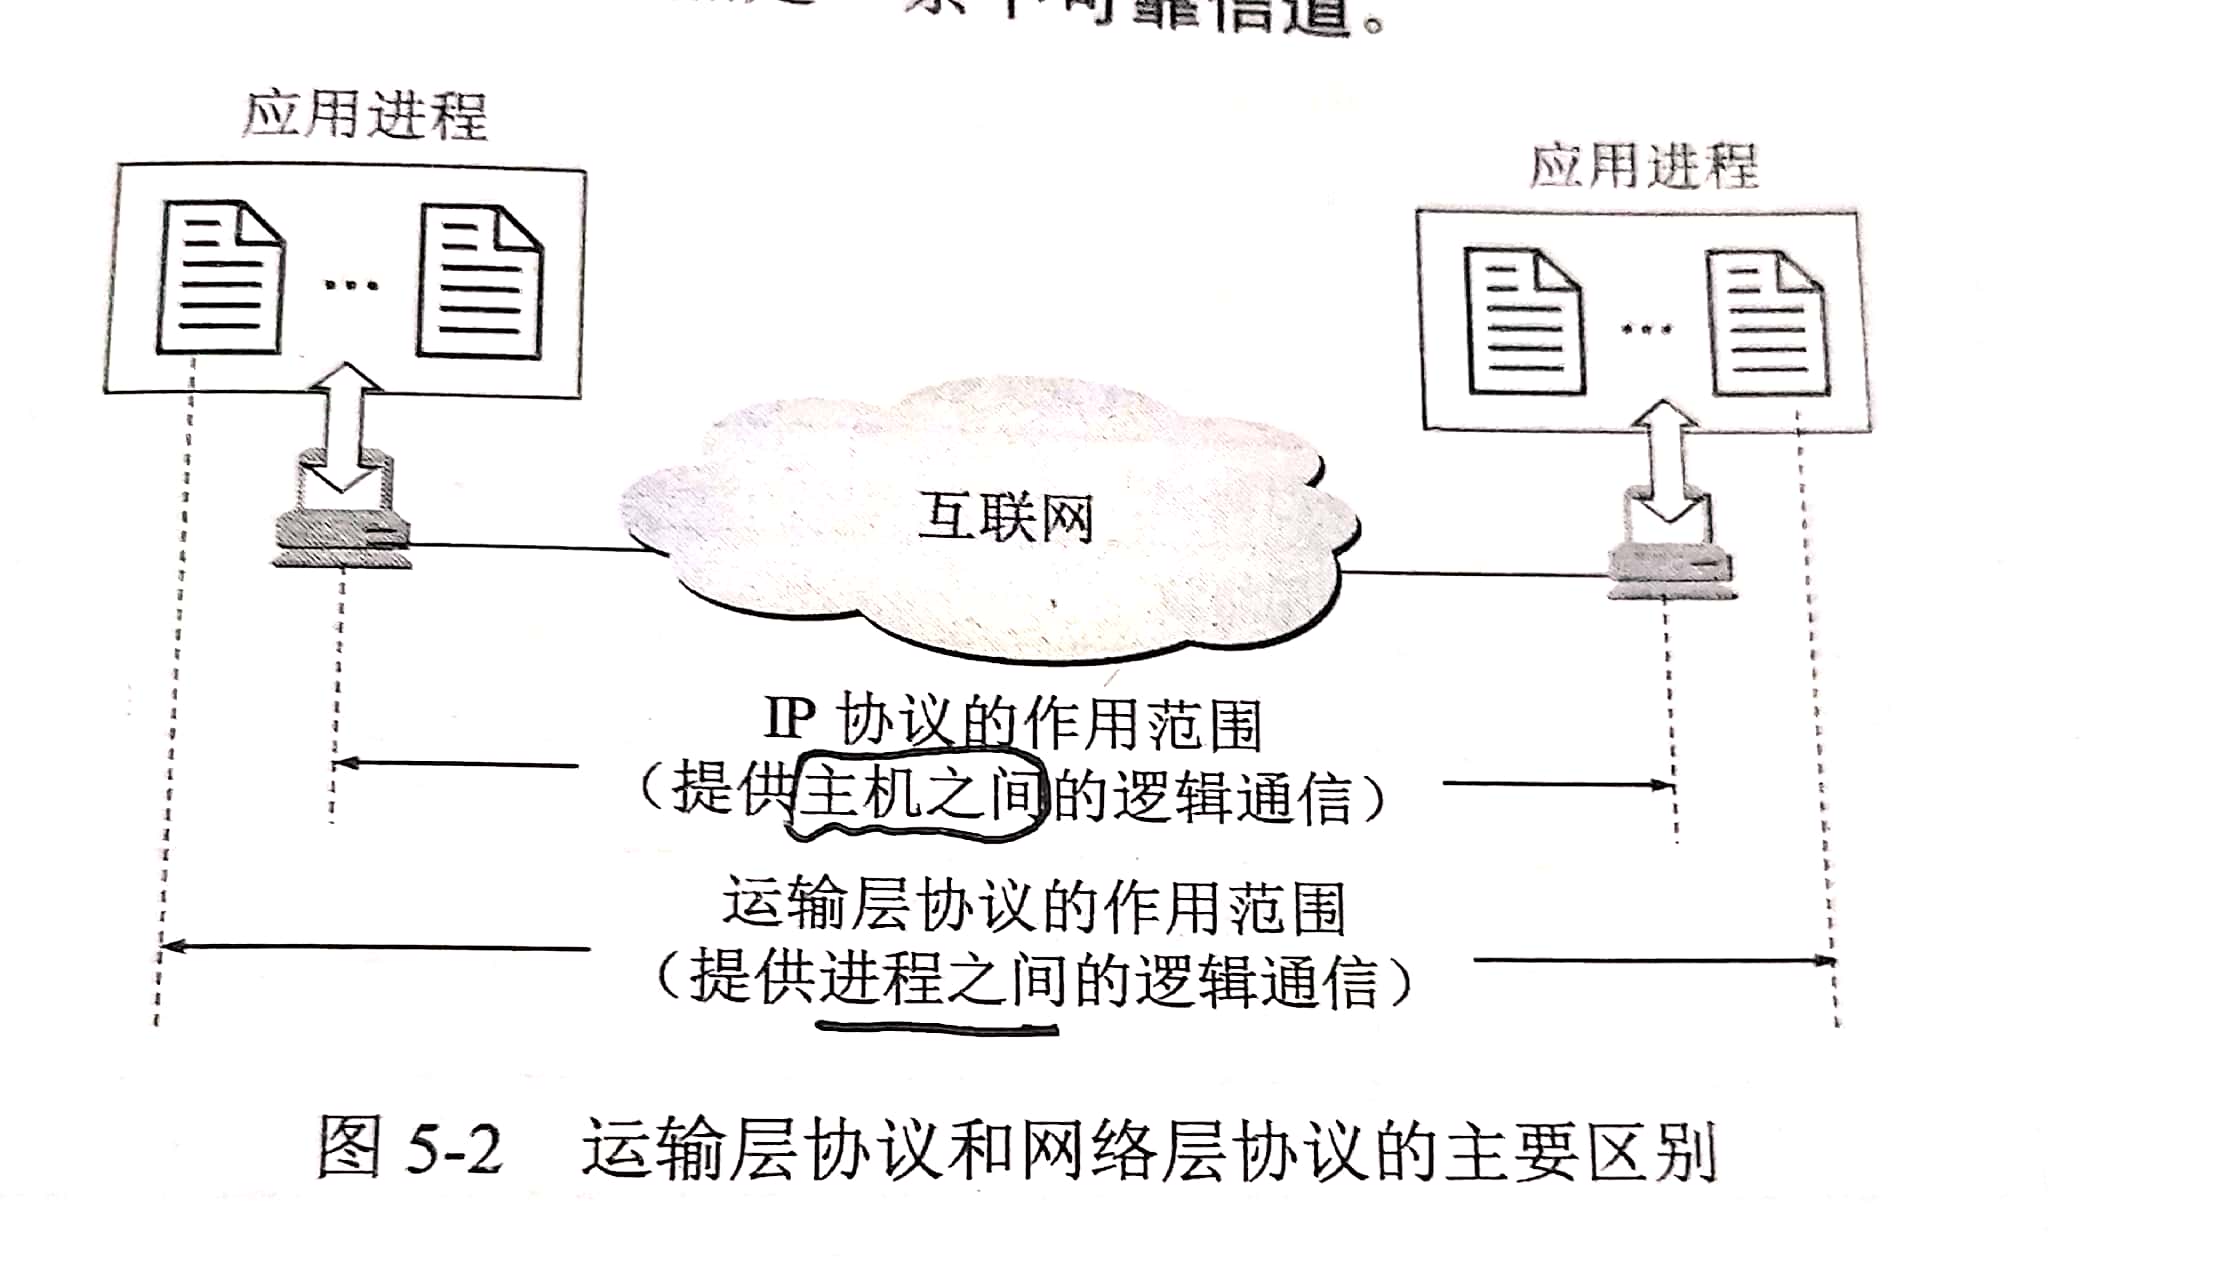 条不可靠信道。
应用进程
应用进程
...
...
互联网
IP 协议的作用范围
（提供主机之间的逻辑通信）
运输层协议的作用范围
（提供进程之间的逻辑通信）
图 5-2 运输层协议和网络层协议的主要区别